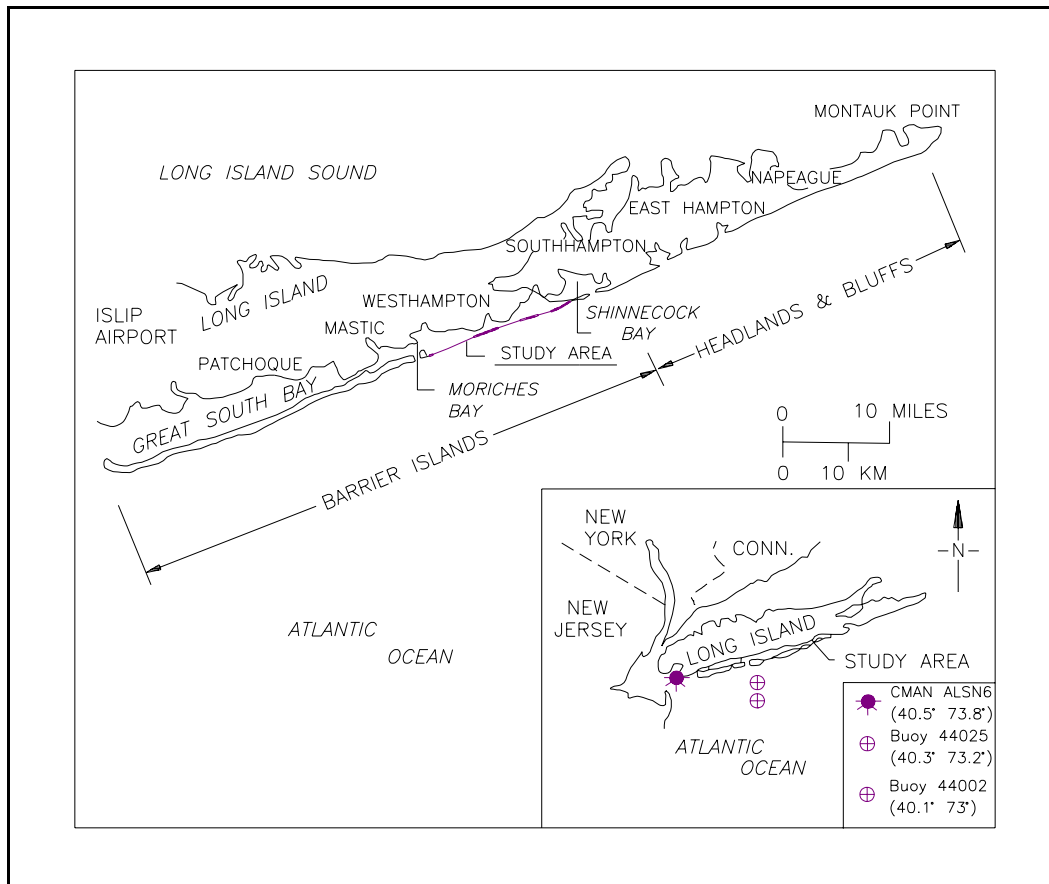 MONTAUK POINT
LONG ISLAND SOUND
NAPEAGUE
EAST HAMPTON
SOUTHHAMPTON
LONG ISLAND
WESTHAMPTON
ISLIP
AIRPORT
MASTIC
SHINNECOCK
BAY
HEADLANDS & BLUFFS
PATCHOQUE
STUDY AREA
GREAT SOUTH BAY
MORICHES
BAY
BARRIER ISLANDS
0 10 MILES
0 10 KM
ATLANTIC
OCEAN
NEW
YORK
CONN.
-N-
NEW
JERSEY
LONG ISLAND
STUDY AREA
ATLANTIC
OCEAN
CMAN ALSN6
(40.5° 73.8°)
Buoy 44025
(40.3° 73.2°)
Buoy 44002
(40.1° 73°)